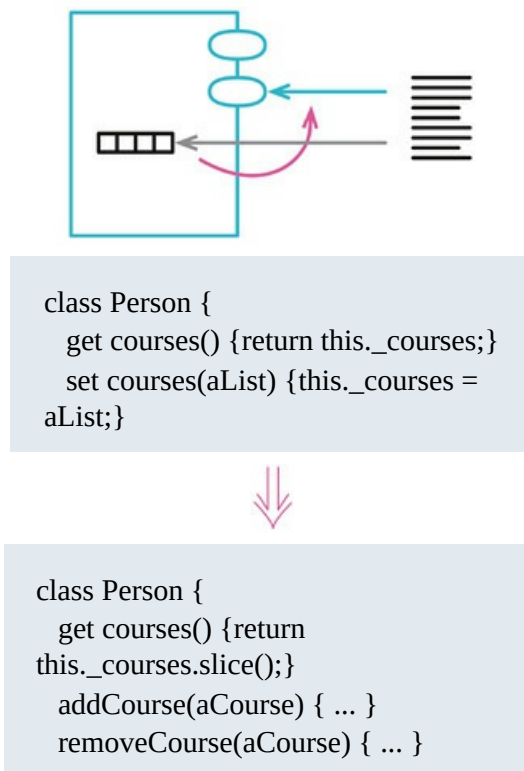 class Person {
get courses() {return this._courses;}
set courses(aList) {this._courses =
aList;}
class Person {
get courses() {return
this._courses.slice();}
addCourse(aCourse) { ... }
removeCourse(aCourse) { ... }